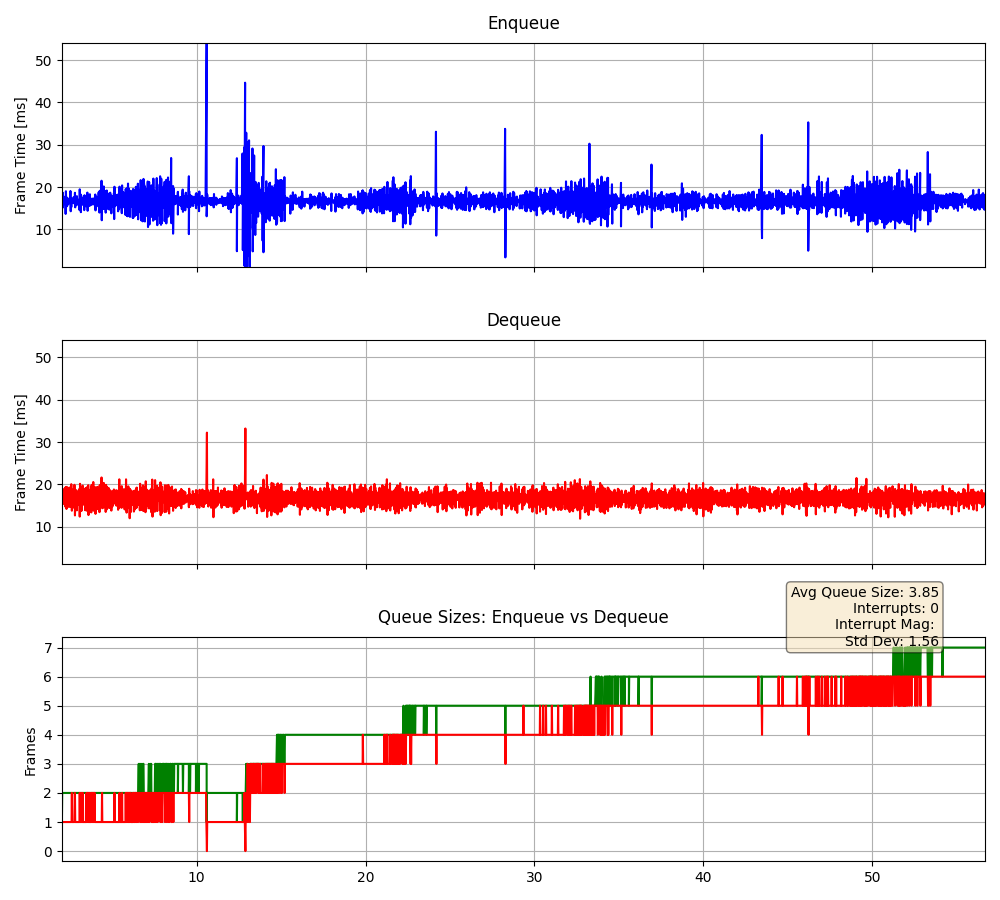 Enqueue
Frame Time [ms]
50
40
30
20
10
Dequeue
Frame Time [ms]
50
40
30
20
10
Avg Queue Size: 3.85
Interrupts: 0
Interrupt Mag:
Std Dev: 1.56
Queue Sizes: Enqueue vs Dequeue
Frames
7
6
5
4
3
2
1
0
10 20 30 40 50